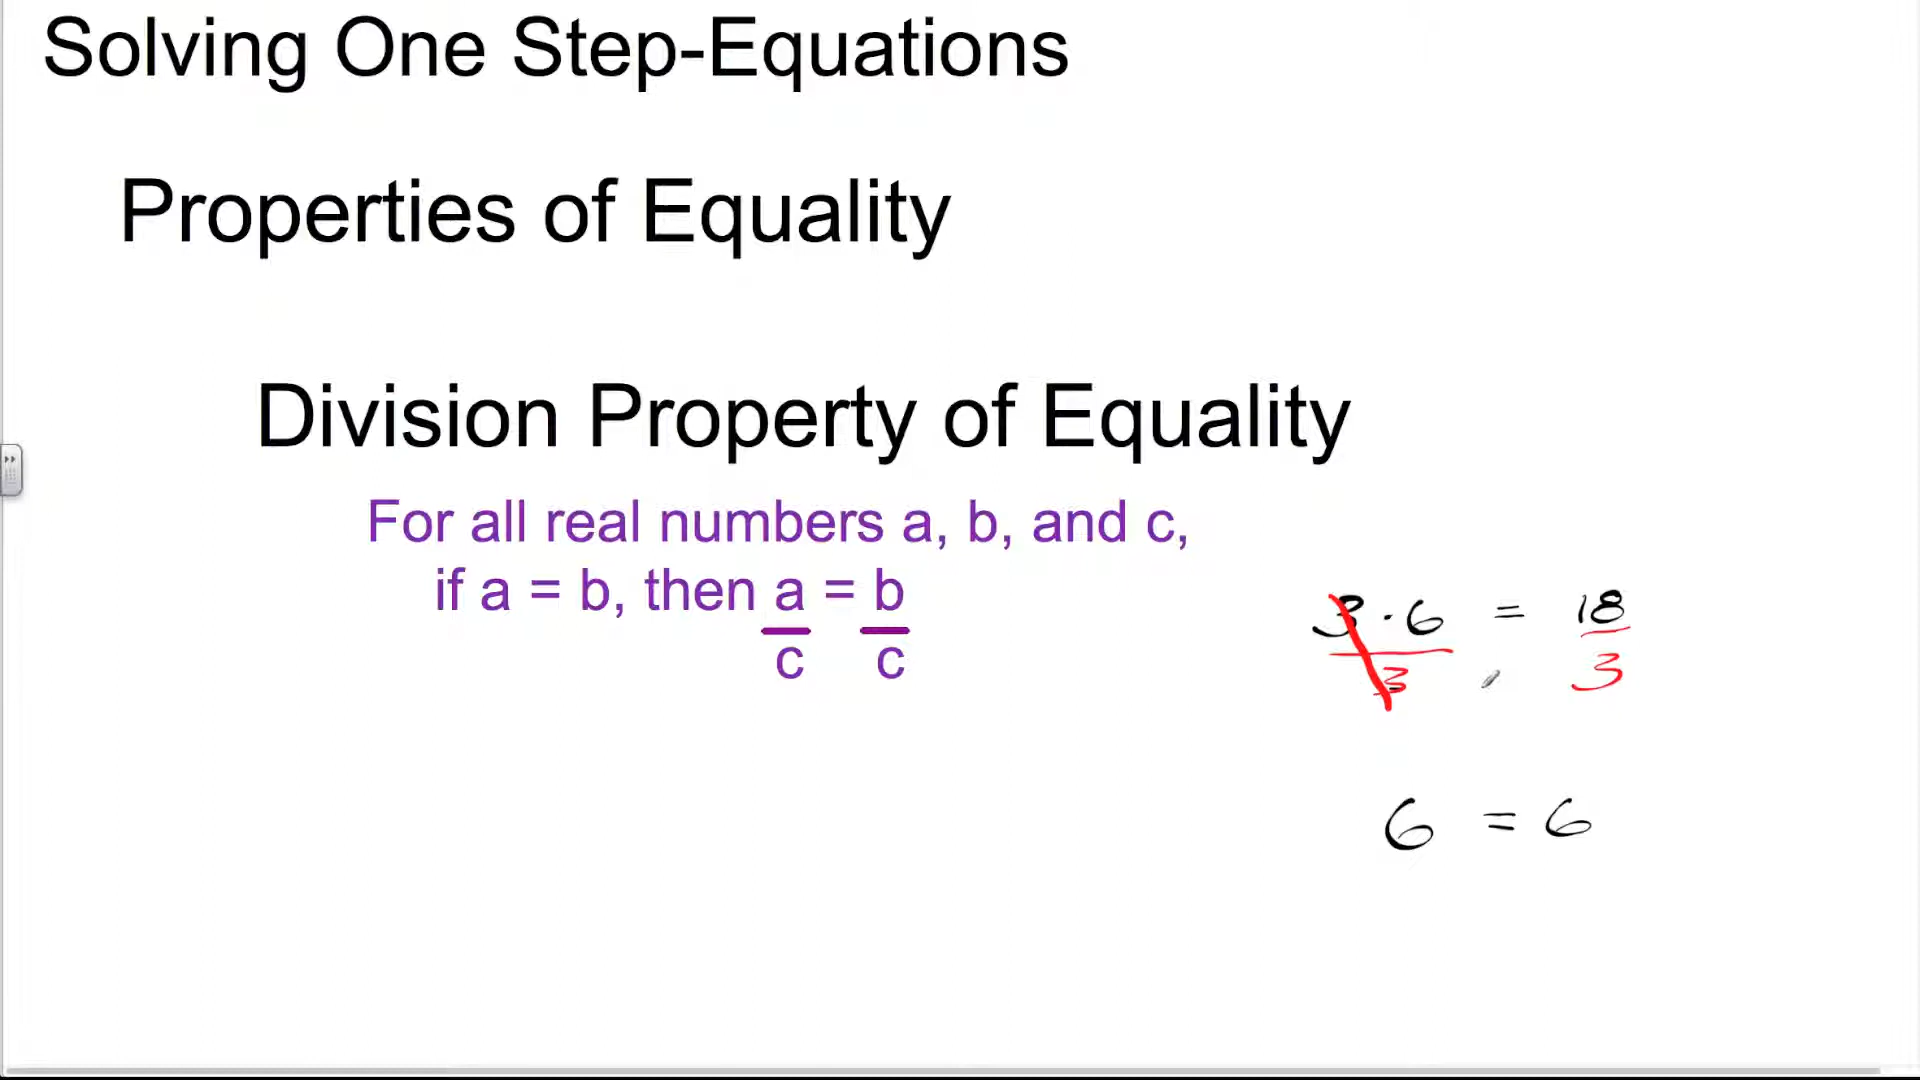 Solving One Step-Equations
Properties of Equality
Division Property of Equality
For all real numbers a, b, and c,
if a = b, then a = b
c c
3 · 6 = 18
3 3
6 = 6